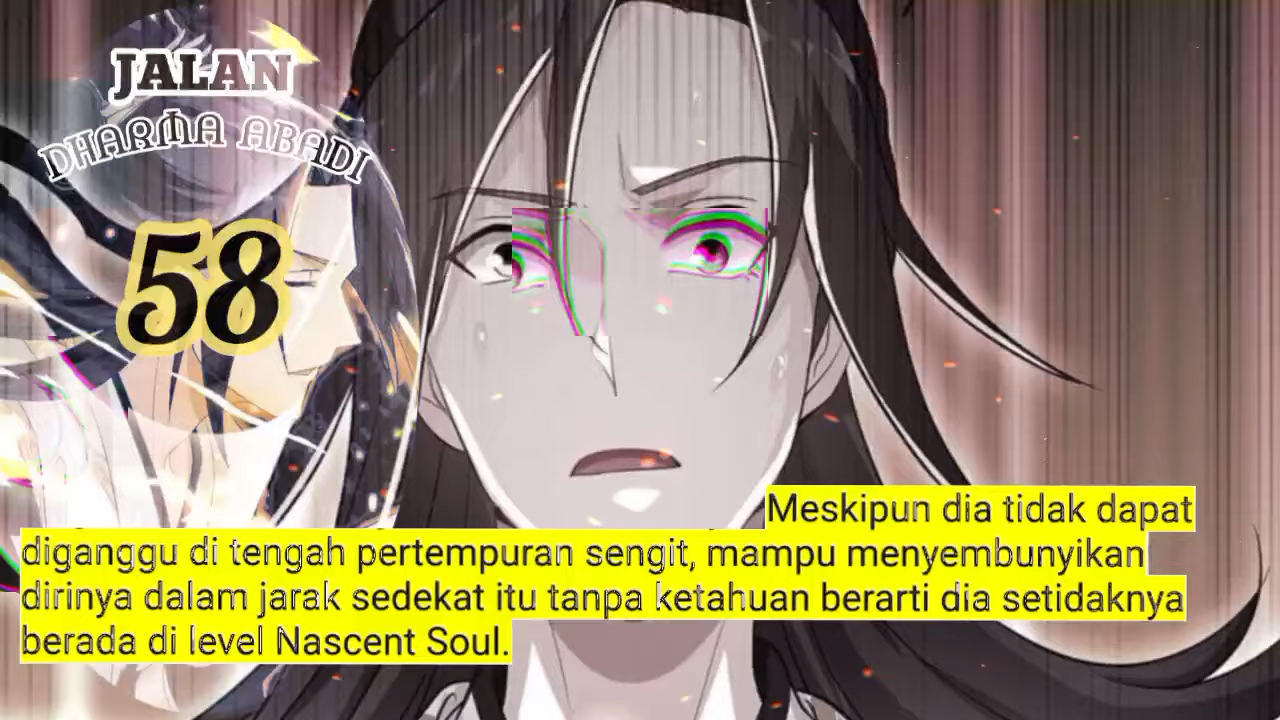 JALAN
DHARMA ABADI
58
Meskipun dia tidak dapat
diganggu di tengah pertempuran sengit, mampu menyembunyikan
dirinya dalam jarak sedekat itu tanpa ketahuan berarti dia setidaknya
berada di level Nascent Soul.